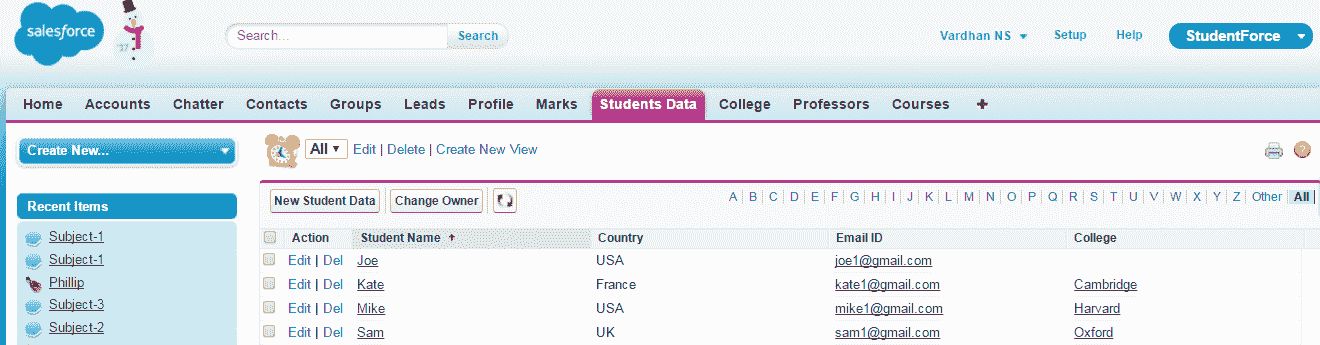 salesforce
Search... Search
Vardhan NS Setup Help StudentForce
Home Accounts Chatter Contacts Groups Leads Profile Marks Students Data College Professors Courses +
Create New...
All Edit | Delete | Create New View
?
Recent Items
Subject-1
Subject-1
Phillip
Subject-3
Subject-2
New Student Data Change Owner
A | B | C | D | E | F | G | H | I | J | K | L | M | N | O | P | Q | R | S | T | U | V | W | X | Y | Z | Other | All |
Action Student Name Country Email ID College
Edit | Del Joe USA joe1@gmail.com
Edit | Del Kate France kate1@gmail.com Cambridge
Edit | Del Mike USA mike1@gmail.com Harvard
Edit | Del Sam UK sam1@gmail.com Oxford